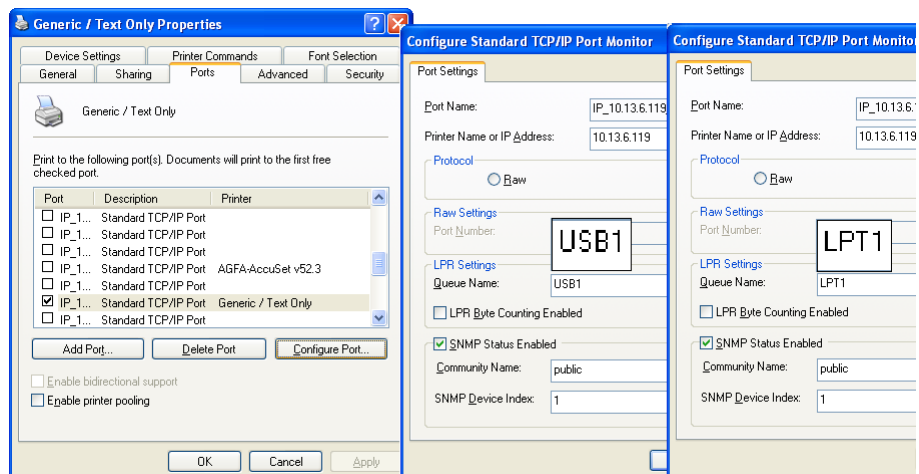 Generic / Text Only Properties
Device Settings
Printer Commands
Font Selection
General
Sharing
Ports
Advanced
Security
Generic / Text Only
Print to the following port(s). Documents will print to the first free
checked port.
Port Description Printer
IP_1... Standard TCP/IP Port
IP_1... Standard TCP/IP Port
IP_1... Standard TCP/IP Port
IP_1... Standard TCP/IP Port AGFA-AccuSet v52.3
IP_1... Standard TCP/IP Port
IP_1... Standard TCP/IP Port Generic / Text Only
IP_1... Standard TCP/IP Port
Add Port...
Delete Port
Configure Port...
Enable bidirectional support
Enable printer pooling
OK
Cancel
Apply
Configure Standard TCP/IP Port Monitor
Port Settings
Port Name: IP_10.13.6.119
Printer Name or IP Address: 10.13.6.119
Protocol
Raw
Raw Settings
Port Number:
USB1
LPR Settings
Queue Name: USB1
LPR Byte Counting Enabled
SNMP Status Enabled
Community Name: public
SNMP Device Index: 1
Configure Standard TCP/IP Port Monitor
Port Settings
Port Name: IP_10.13.6.1
Printer Name or IP Address: 10.13.6.119
Protocol
Raw
Raw Settings
Port Number:
LPT1
LPR Settings
Queue Name: LPT1
LPR Byte Counting Enabled
SNMP Status Enabled
Community Name: public
SNMP Device Index: 1